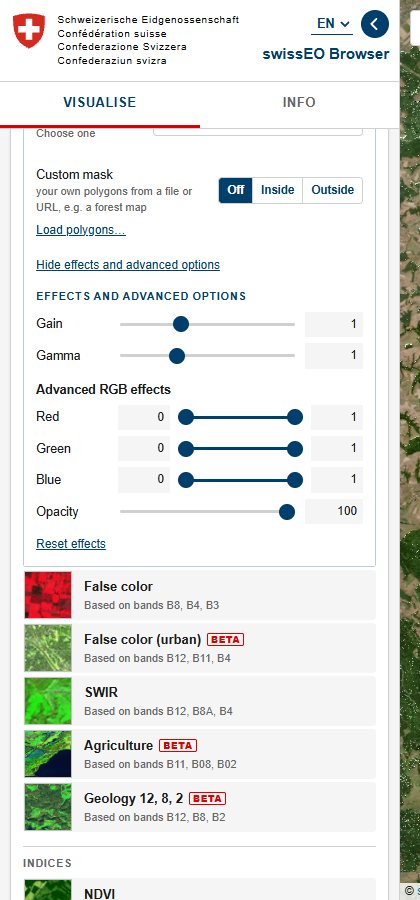 Schweizerische Eidgenossenschaft
Confédération suisse
Confederazione Svizzera
Confederaziun svizra
EN
swissEO Browser
VISUALISE
INFO
Choose one
Custom mask
your own polygons from a file or
URL, e.g. a forest map
Off Inside Outside
Load polygons...
Hide effects and advanced options
EFFECTS AND ADVANCED OPTIONS
Gain 1
Gamma 1
Advanced RGB effects
Red 0 1
Green 0 1
Blue 0 1
Opacity 100
Reset effects
False color
Based on bands B8, B4, B3
False color (urban) BETA
Based on bands B12, B11, B4
SWIR
Based on bands B12, B8A, B4
Agriculture BETA
Based on bands B11, B08, B02
Geology 12, 8, 2 BETA
Based on bands B12, B8, B2
INDICES
NDVI
©